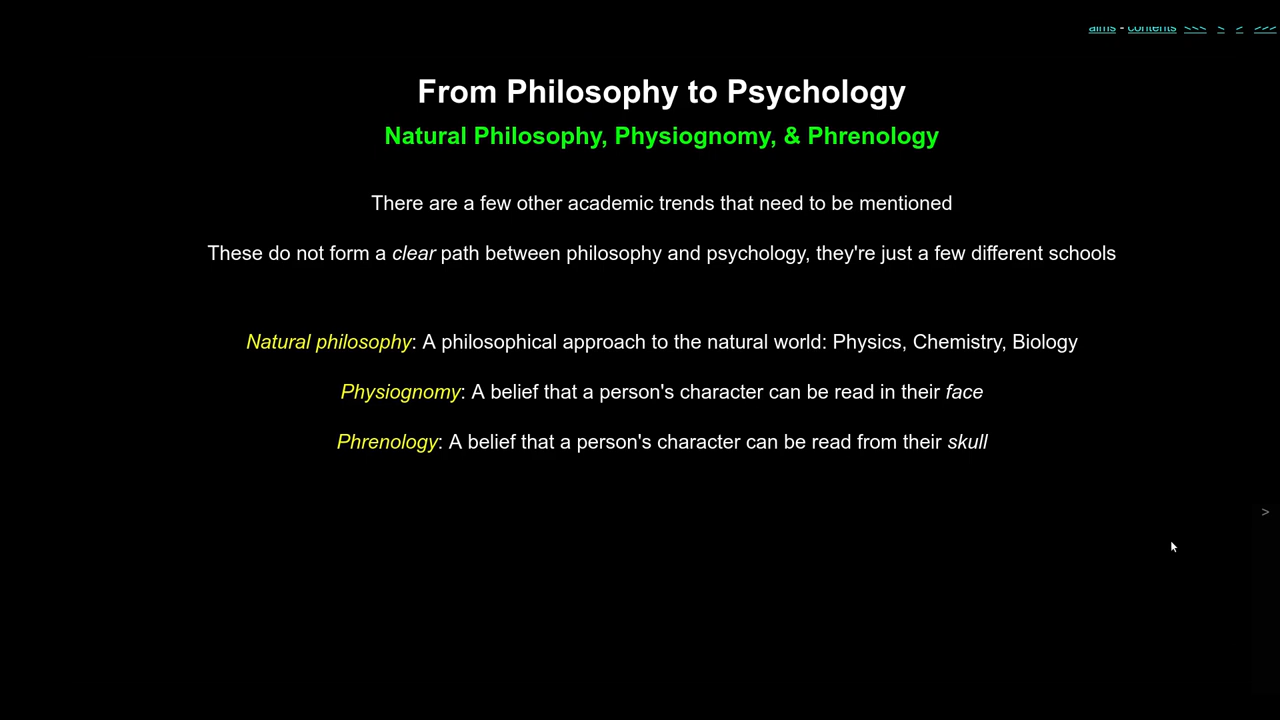 aims - contents <<< < > >>>
From Philosophy to Psychology
Natural Philosophy, Physiognomy, & Phrenology
There are a few other academic trends that need to be mentioned
These do not form a clear path between philosophy and psychology, they're just a few different schools
Natural philosophy: A philosophical approach to the natural world: Physics, Chemistry, Biology
Physiognomy: A belief that a person's character can be read in their face
Phrenology: A belief that a person's character can be read from their skull
>